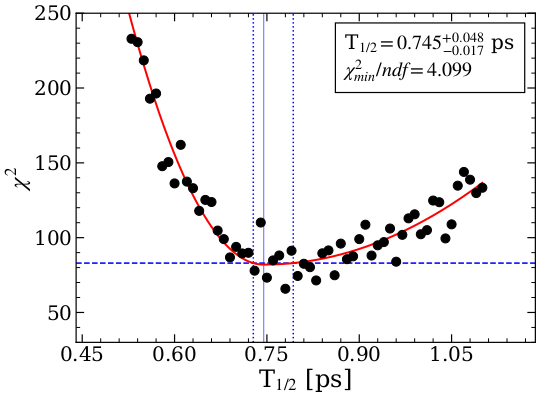 250
200
150
100
50
χ²
T₁/₂ = 0.745⁺⁰·⁰⁴⁸₋₀.₀₁₇ ps
χ²ₘᵢₙ/ndf = 4.099
0.45 0.60 0.75 0.90 1.05
T₁/₂ [ps]